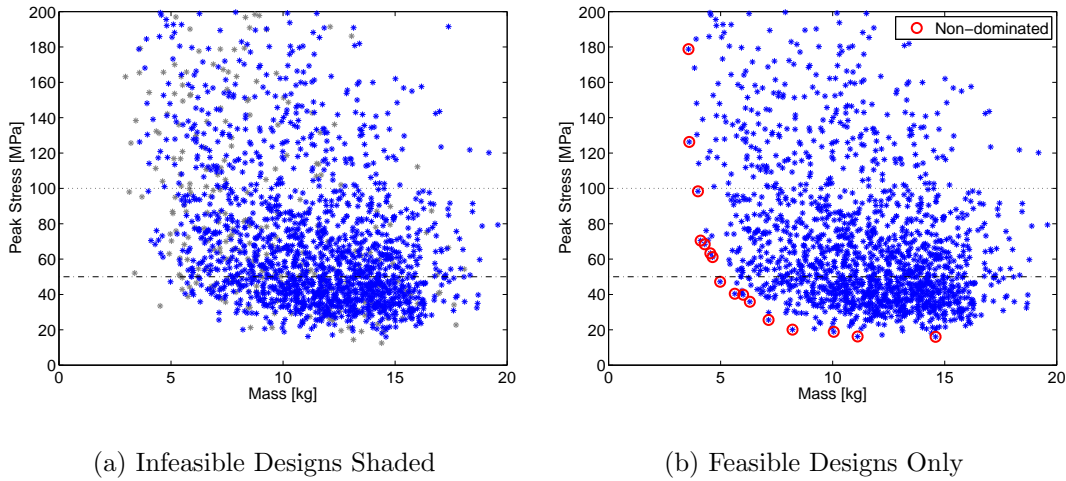 200
180
160
140
120
100
80
60
40
20
0
Peak Stress [MPa]
0 5 10 15 20
Mass [kg]
(a) Infeasible Designs Shaded
Non−dominated
200
180
160
140
120
100
80
60
40
20
0
Peak Stress [MPa]
0 5 10 15 20
Mass [kg]
(b) Feasible Designs Only